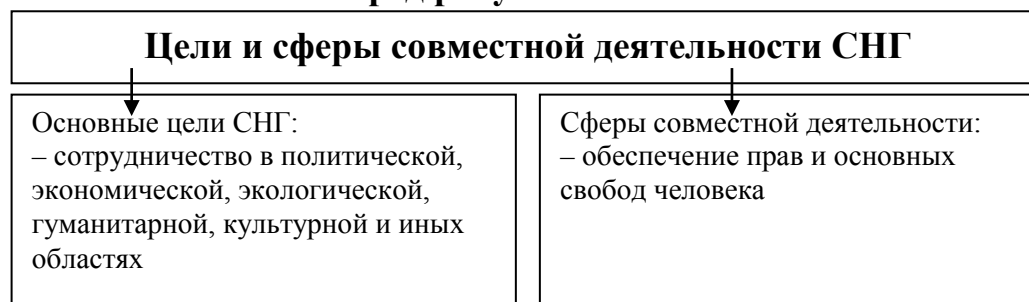 Цели и сферы совместной деятельности СНГ
Основные цели СНГ:
– сотрудничество в политической,
экономической, экологической,
гуманитарной, культурной и иных
областях
Сферы совместной деятельности:
– обеспечение прав и основных
свобод человека